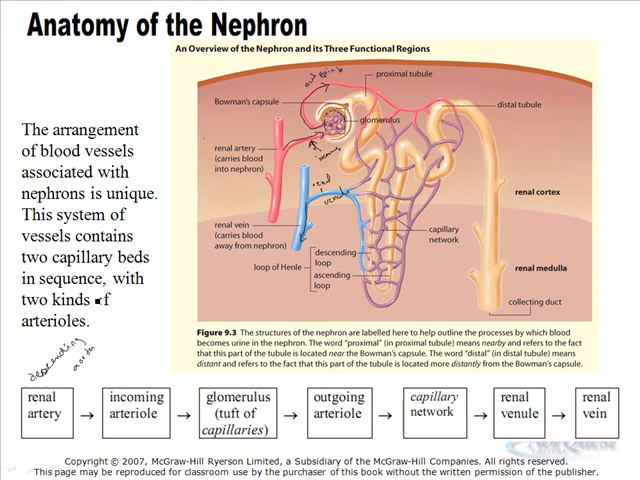 Anatomy of the Nephron
An Overview of the Nephron and its Three Functional Regions
outgoing
proximal tubule
Bowman's capsule
distal tubule
glomerulus
renal artery
(carries blood
into nephron)
incoming
renal
venule
renal cortex
renal vein
(carries blood
away from nephron)
capillary
network
descending
loop
loop of Henle
ascending
loop
renal medulla
collecting duct
The arrangement
of blood vessels
associated with
nephrons is unique.
This system of
vessels contains
two capillary beds
in sequence, with
two kinds of
arterioles.
Figure 9.3 The structures of the nephron are labelled here to help outline the processes by which blood
becomes urine in the nephron. The word "proximal" (in proximal tubule) means nearby and refers to the
fact that this part of the tubule is located near the Bowman's capsule. The word "distal" (in distal tubule) means
distant and refers to the fact that this part of the tubule is located more distantly from the Bowman's capsule.
descending
aorta
renal
artery
→
incoming
arteriole
→
glomerulus
(tuft of
capillaries)
→
outgoing
arteriole
→
capillary
network
→
renal
venule
→
renal
vein
Copyright © 2007, McGraw-Hill Ryerson Limited, a Subsidiary of the McGraw-Hill Companies. All rights reserved.
This page may be reproduced for classroom use by the purchaser of this book without the written permission of the publisher.